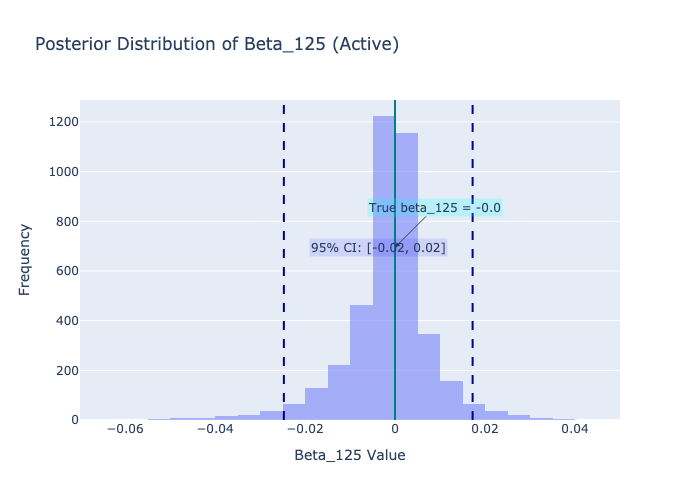 Posterior Distribution of Beta_125 (Active)
1200
1000
800
600
400
200
0
Frequency
True beta_125 = -0.0
95% CI: [-0.02, 0.02]
−0.06
−0.04
−0.02
0
0.02
0.04
Beta_125 Value